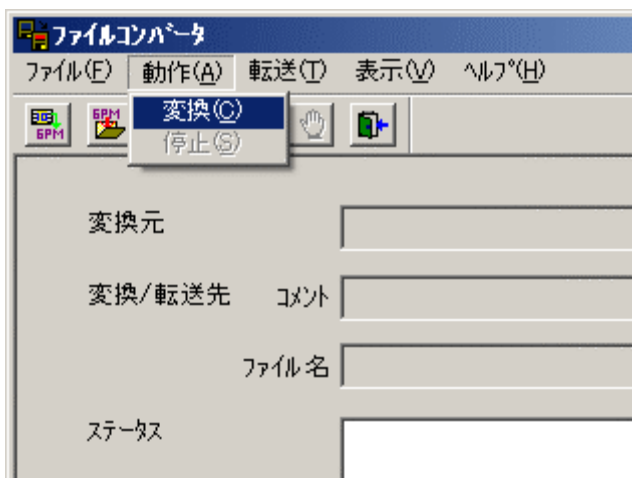 ﾌｧｲﾙｺﾝﾊﾞｰﾀ
ﾌｧｲﾙ(F) 動作(A) 転送(T) 表示(V) ﾍﾙﾌﾟ(H)
GPM GPM
変換(C)
停止(S)
変換元
変換/転送先 ｺﾒﾝﾄ
ﾌｧｲﾙ名
ｽﾃｰﾀｽ